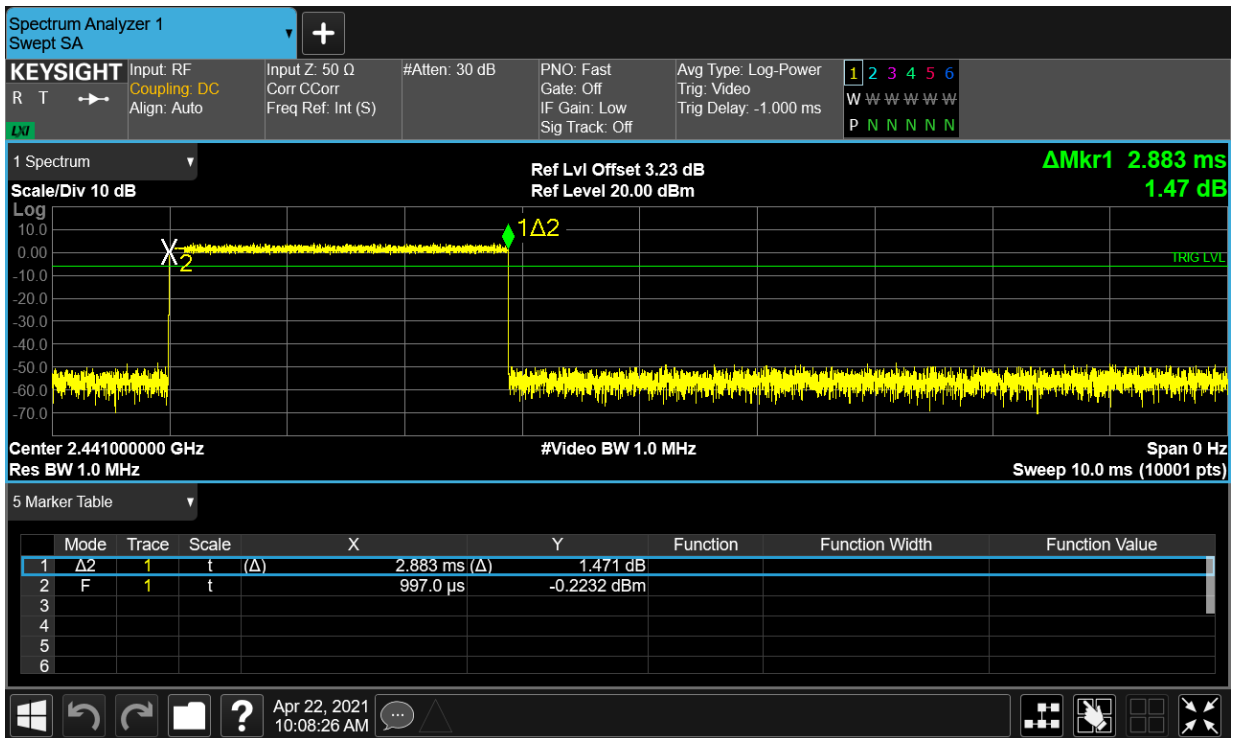 Spectrum Analyzer 1
Swept SA
KEYSIGHT
R T
LXI
Input: RF
Coupling: DC
Align: Auto
Input Z: 50 Ω
Corr CCorr
Freq Ref: Int (S)
#Atten: 30 dB
PNO: Fast
Gate: Off
IF Gain: Low
Sig Track: Off
Avg Type: Log-Power
Trig: Video
Trig Delay: -1.000 ms
1 2 3 4 5 6
W W W W W W
P N N N N N
1 Spectrum
Scale/Div 10 dB
Ref Lvl Offset 3.23 dB
Ref Level 20.00 dBm
ΔMkr1 2.883 ms
1.47 dB
Log
10.0
0.00
-10.0
-20.0
-30.0
-40.0
-50.0
-60.0
-70.0
1Δ2
2
TRIG LVL
Center 2.441000000 GHz
Res BW 1.0 MHz
#Video BW 1.0 MHz
Span 0 Hz
Sweep 10.0 ms (10001 pts)
5 Marker Table
Mode Trace Scale X Y Function Function Width Function Value
1 Δ2 1 t (Δ) 2.883 ms (Δ) 1.471 dB
2 F 1 t 997.0 µs -0.2232 dBm
3
4
5
6
?
Apr 22, 2021
10:08:26 AM